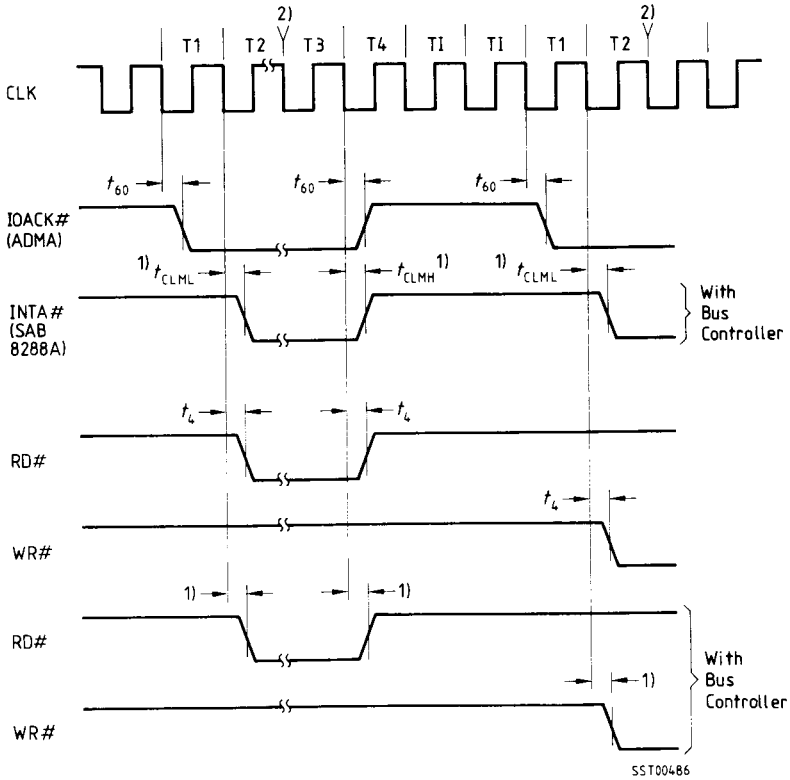 2) 2)
T1 T2 T3 T4 TI TI T1 T2
CLK
t60 t60 t60
IOACK#
(ADMA)
1) tCLML tCLMH 1) 1) tCLML
INTA#
(SAB
8288A)
With
Bus
Controller
t4 t4
RD#
t4
WR#
1) 1)
RD#
With
Bus
Controller
1)
WR#
SST00486